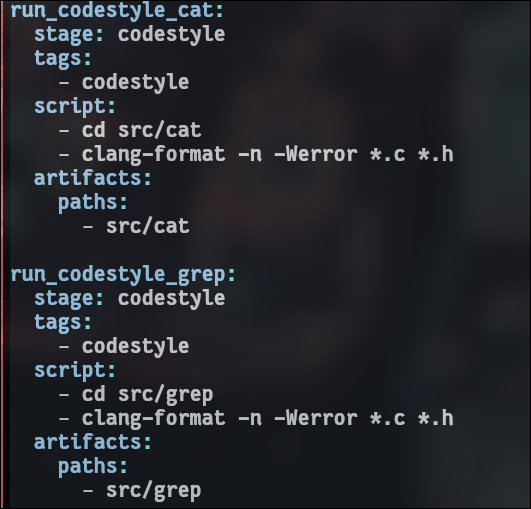 run_codestyle_cat:
  stage: codestyle
  tags:
    - codestyle
  script:
    - cd src/cat
    - clang-format -n -Werror *.c *.h
  artifacts:
    paths:
      - src/cat

run_codestyle_grep:
  stage: codestyle
  tags:
    - codestyle
  script:
    - cd src/grep
    - clang-format -n -Werror *.c *.h
  artifacts:
    paths:
      - src/grep